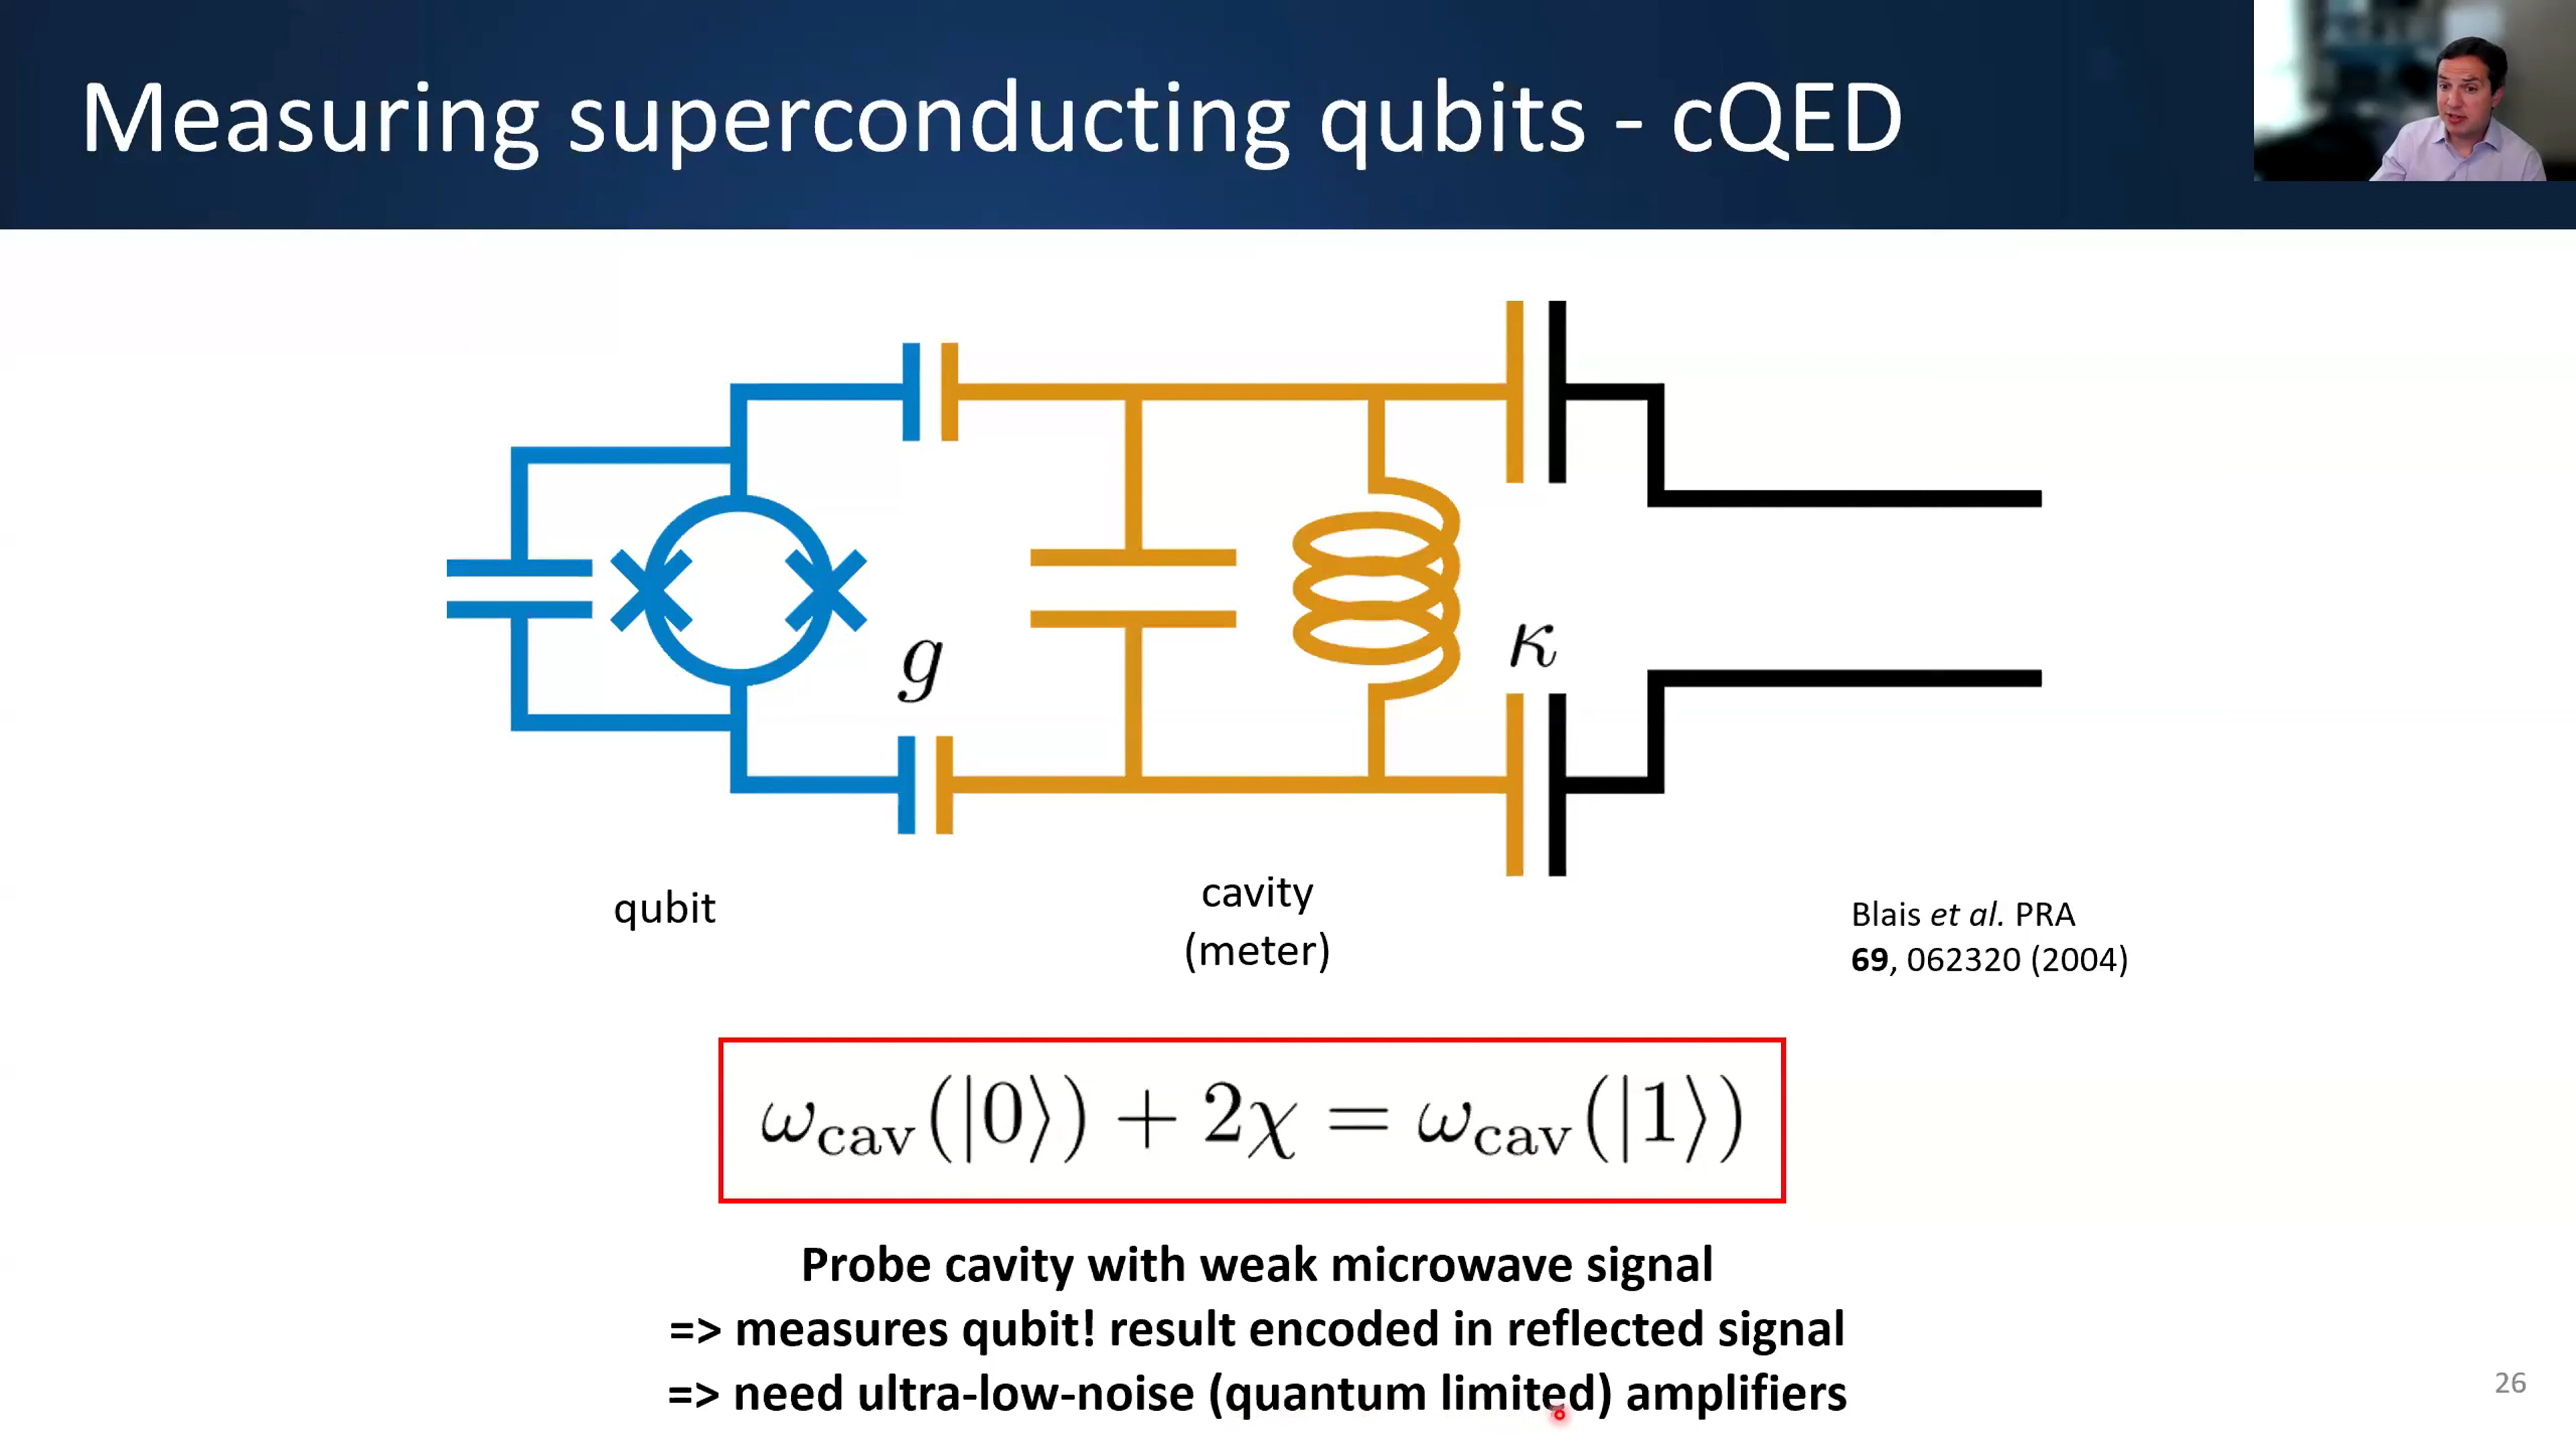 Measuring superconducting qubits - cQED
g
κ
qubit
cavity
(meter)
Blais et al. PRA
69, 062320 (2004)
ω_cav(|0⟩) + 2χ = ω_cav(|1⟩)
Probe cavity with weak microwave signal
=> measures qubit! result encoded in reflected signal
=> need ultra-low-noise (quantum limited) amplifiers
26